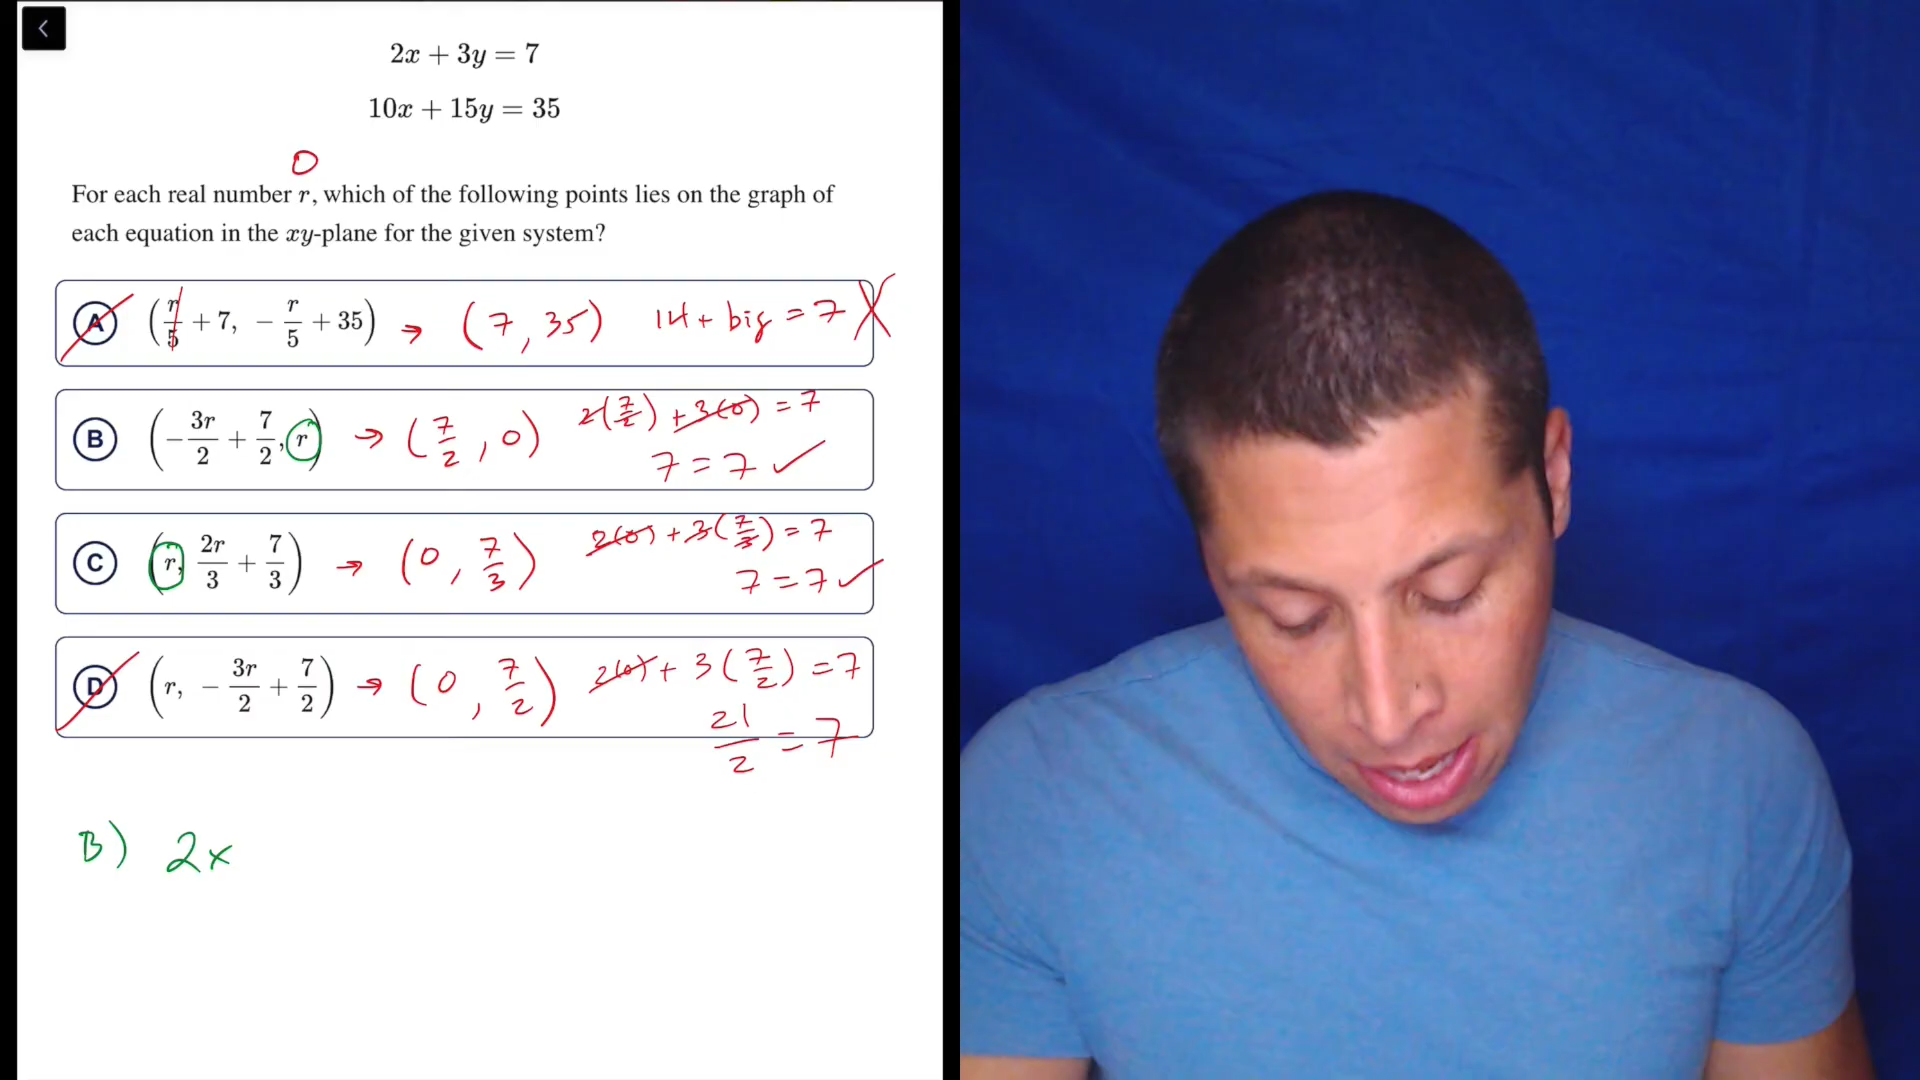 2x + 3y = 7
10x + 15y = 35
0
For each real number r, which of the following points lies on the graph of
each equation in the xy-plane for the given system?
A (r/5 + 7, − r/5 + 35) → (7, 35) 14 + big = 7 X
B (− 3r/2 + 7/2, r) → (7/2, 0) 2(7/2) + 3(0) = 7
7 = 7 ✓
C (r, 2r/3 + 7/3) → (0, 7/3) 2(0) + 3(7/3) = 7
7 = 7 ✓
D (r, − 3r/2 + 7/2) → (0, 7/2) 2(0) + 3(7/2) = 7
21/2 = 7
B) 2x